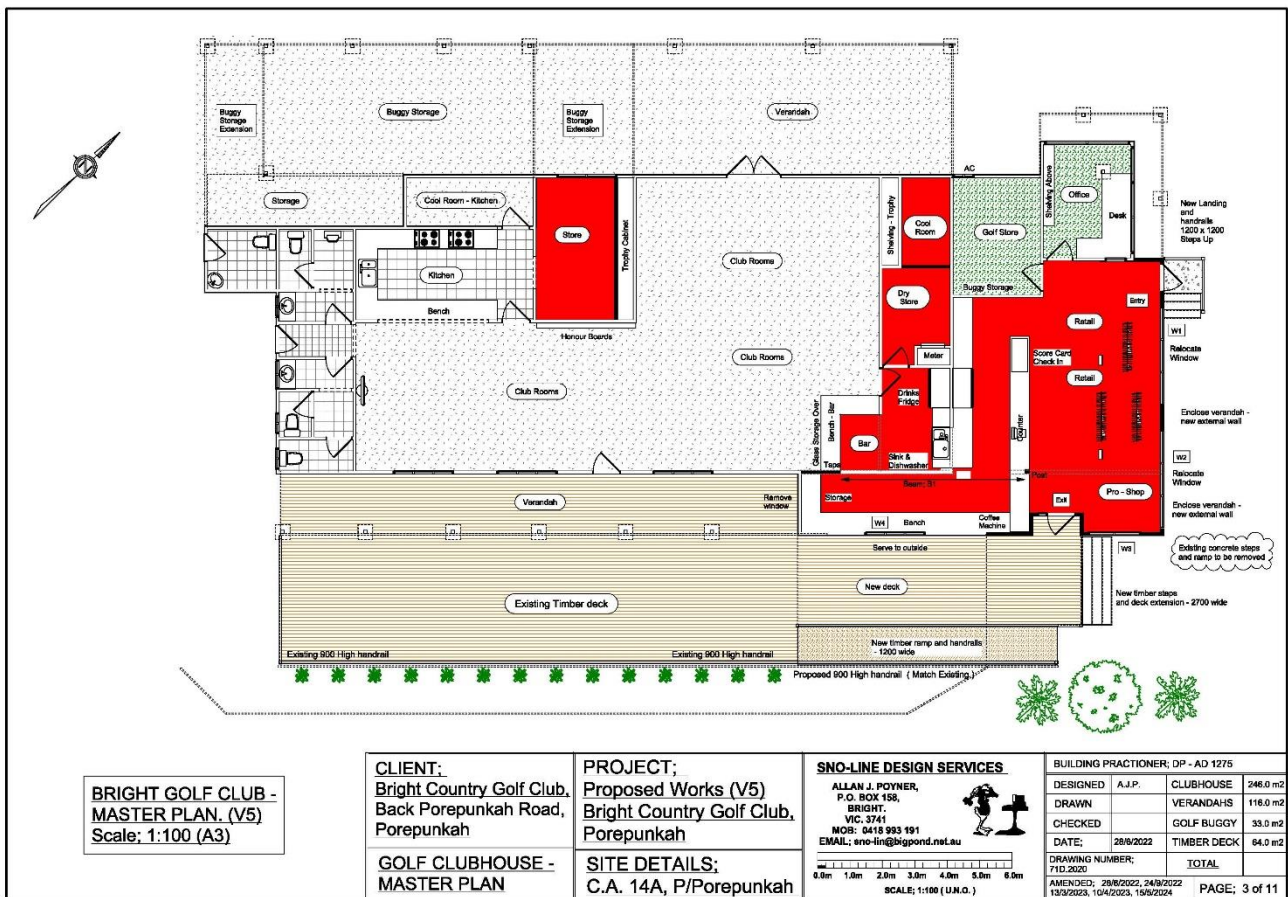 Buggy
Storage
Extension
Buggy Storage
Buggy
Storage
Extension
Verandah
N
AC
Shelving Above
Office
Desk
New Landing
and
handrails
1200 x 1200
Steps Up
Storage
Cool Room - Kitchen
Store
Trophy Cabinet
Club Rooms
Shelving - Trophy
Cool
Room
Golf Store
Kitchen
Bench
Honour Boards
Dry
Store
Buggy Storage
Entry
Retail
W1
Relocate
Window
Club Rooms
Meter
Score Card
Check In
Retail
Club Rooms
Glass Storage Over
Bench - Bar
Taps
Drinks
Fridge
Bar
Sink &
Dishwasher
Counter
Enclose verandah -
new external wall
W2
Relocate
Window
Beam; B1
Post
Verandah
Remove
window
Storage
W4
Bench
Coffee
Machine
Exit
Pro - Shop
Enclose verandah -
new external wall
Serve to outside
W3
Existing concrete steps
and ramp to be removed
Existing Timber deck
New deck
New timber steps
and deck extension - 2700 wide
Existing 900 High handrail
Existing 900 High handrail
New timber ramp and handrails
- 1200 wide
Proposed 900 High handrail ( Match Existing.)
BRIGHT GOLF CLUB -
MASTER PLAN. (V5)
Scale; 1:100 (A3)
CLIENT;
Bright Country Golf Club,
Back Porepunkah Road,
Porepunkah
GOLF CLUBHOUSE -
MASTER PLAN
PROJECT;
Proposed Works (V5)
Bright Country Golf Club,
Porepunkah
SITE DETAILS;
C.A. 14A, P/Porepunkah
SNO-LINE DESIGN SERVICES
ALLAN J. POYNER,
P.O. BOX 158,
BRIGHT.
VIC. 3741
MOB: 0418 993 191
EMAIL; sno-lin@bigpond.net.au
0.0m 1.0m 2.0m 3.0m 4.0m 5.0m 6.0m
SCALE; 1:100 ( U.N.O. )
BUILDING PRACTIONER; DP - AD 1275
DESIGNED A.J.P. CLUBHOUSE 246.0 m2
DRAWN VERANDAHS 116.0 m2
CHECKED GOLF BUGGY 33.0 m2
DATE; 28/6/2022 TIMBER DECK 64.0 m2
DRAWING NUMBER;
71D.2020
TOTAL
AMENDED; 28/8/2022, 24/9/2022
13/3/2023, 10/4/2023, 15/5/2024
PAGE; 3 of 11